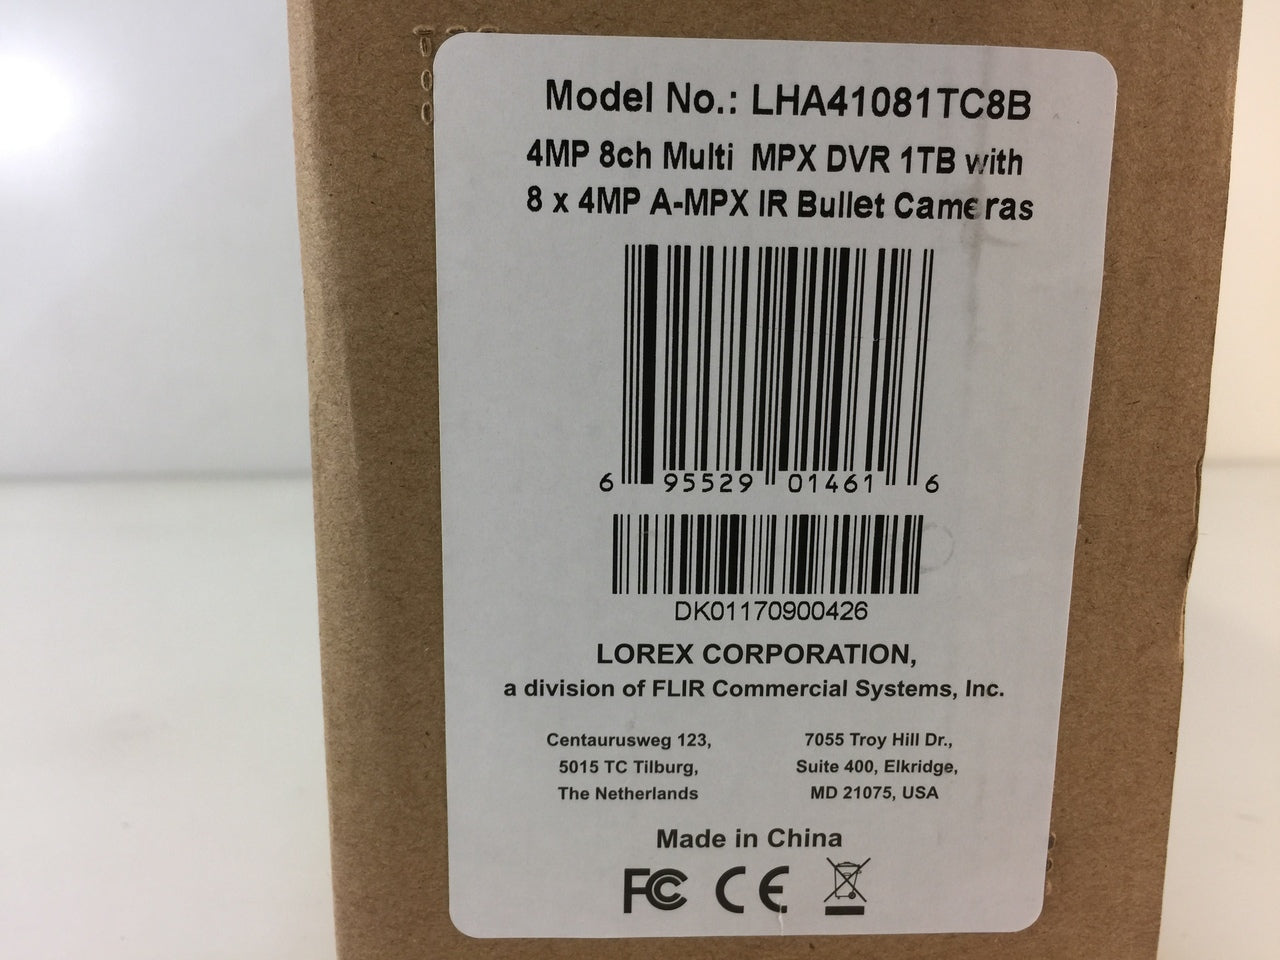 Model No.: LHA41081TC8B
4MP 8ch Multi MPX DVR 1TB with
8 x 4MP A-MPX IR Bullet Cameras
6 95529 01461 6
DK01170900426
LOREX CORPORATION,
a division of FLIR Commercial Systems, Inc.
Centaurusweg 123,
5015 TC Tilburg,
The Netherlands
7055 Troy Hill Dr.,
Suite 400, Elkridge,
MD 21075, USA
Made in China
FC CE